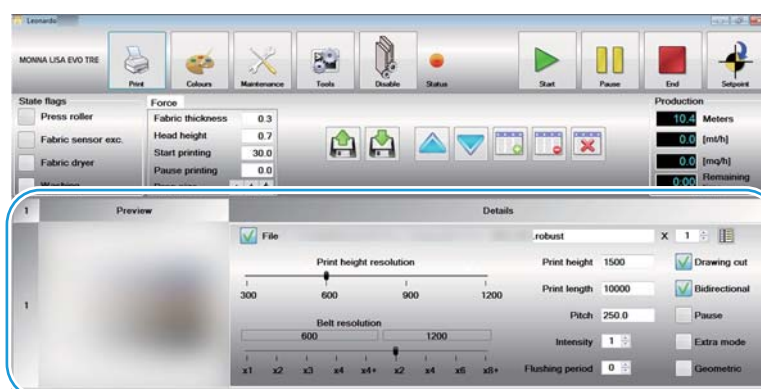 Leonardo
MONNA LISA EVO TRE
Print Colours Maintenance Tools Disable Status Start Pause End Setpoint
State flags
Press roller
Fabric sensor exc.
Fabric dryer
Washing
Force
Fabric thickness 0.3
Head height 0.7
Start printing 30.0
Pause printing 0.0
Production
10.4 Meters
0.0 [mt/h]
0.0 [mq/h]
0:00 Remaining
1 Preview Details
1
File .robust X 1
Print height resolution
300 600 900 1200
Belt resolution
600 1200
x1 x2 x3 x4 x4+ x2 x4 x6 x8+
Print height 1500
Print length 10000
Pitch 250.0
Intensity 1
Flushing period 0
Drawing cut
Bidirectional
Pause
Extra mode
Geometric